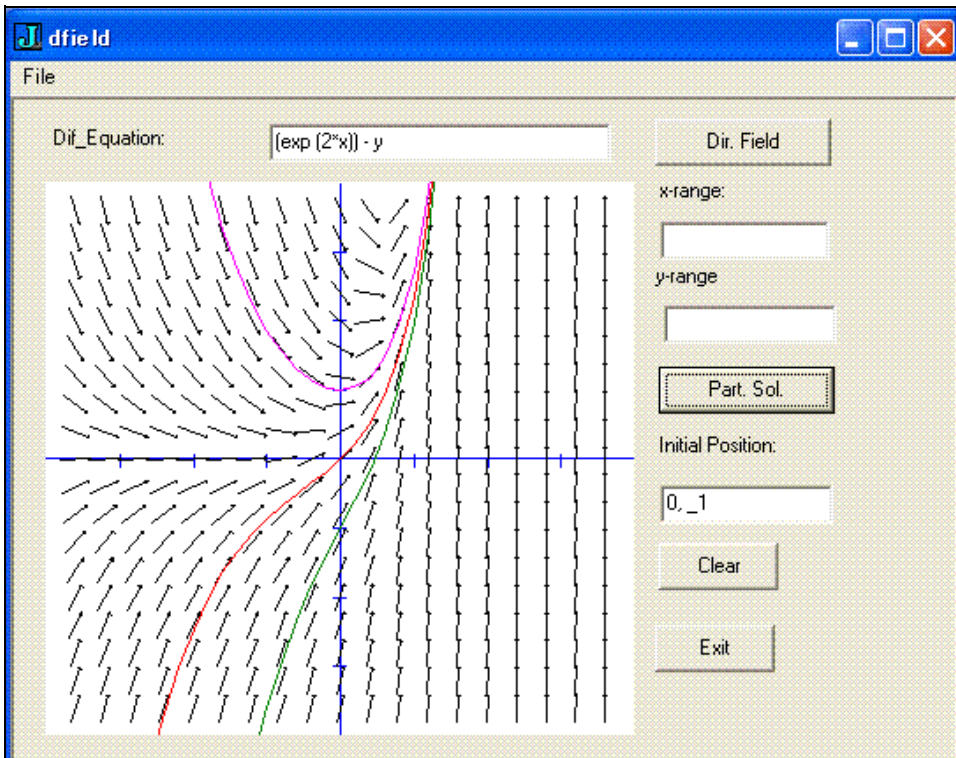 dfield
File
Dif_Equation:
(exp (2*x)) - y
Dir. Field
x-range:
y-range
Part. Sol.
Initial Position:
0, _1
Clear
Exit